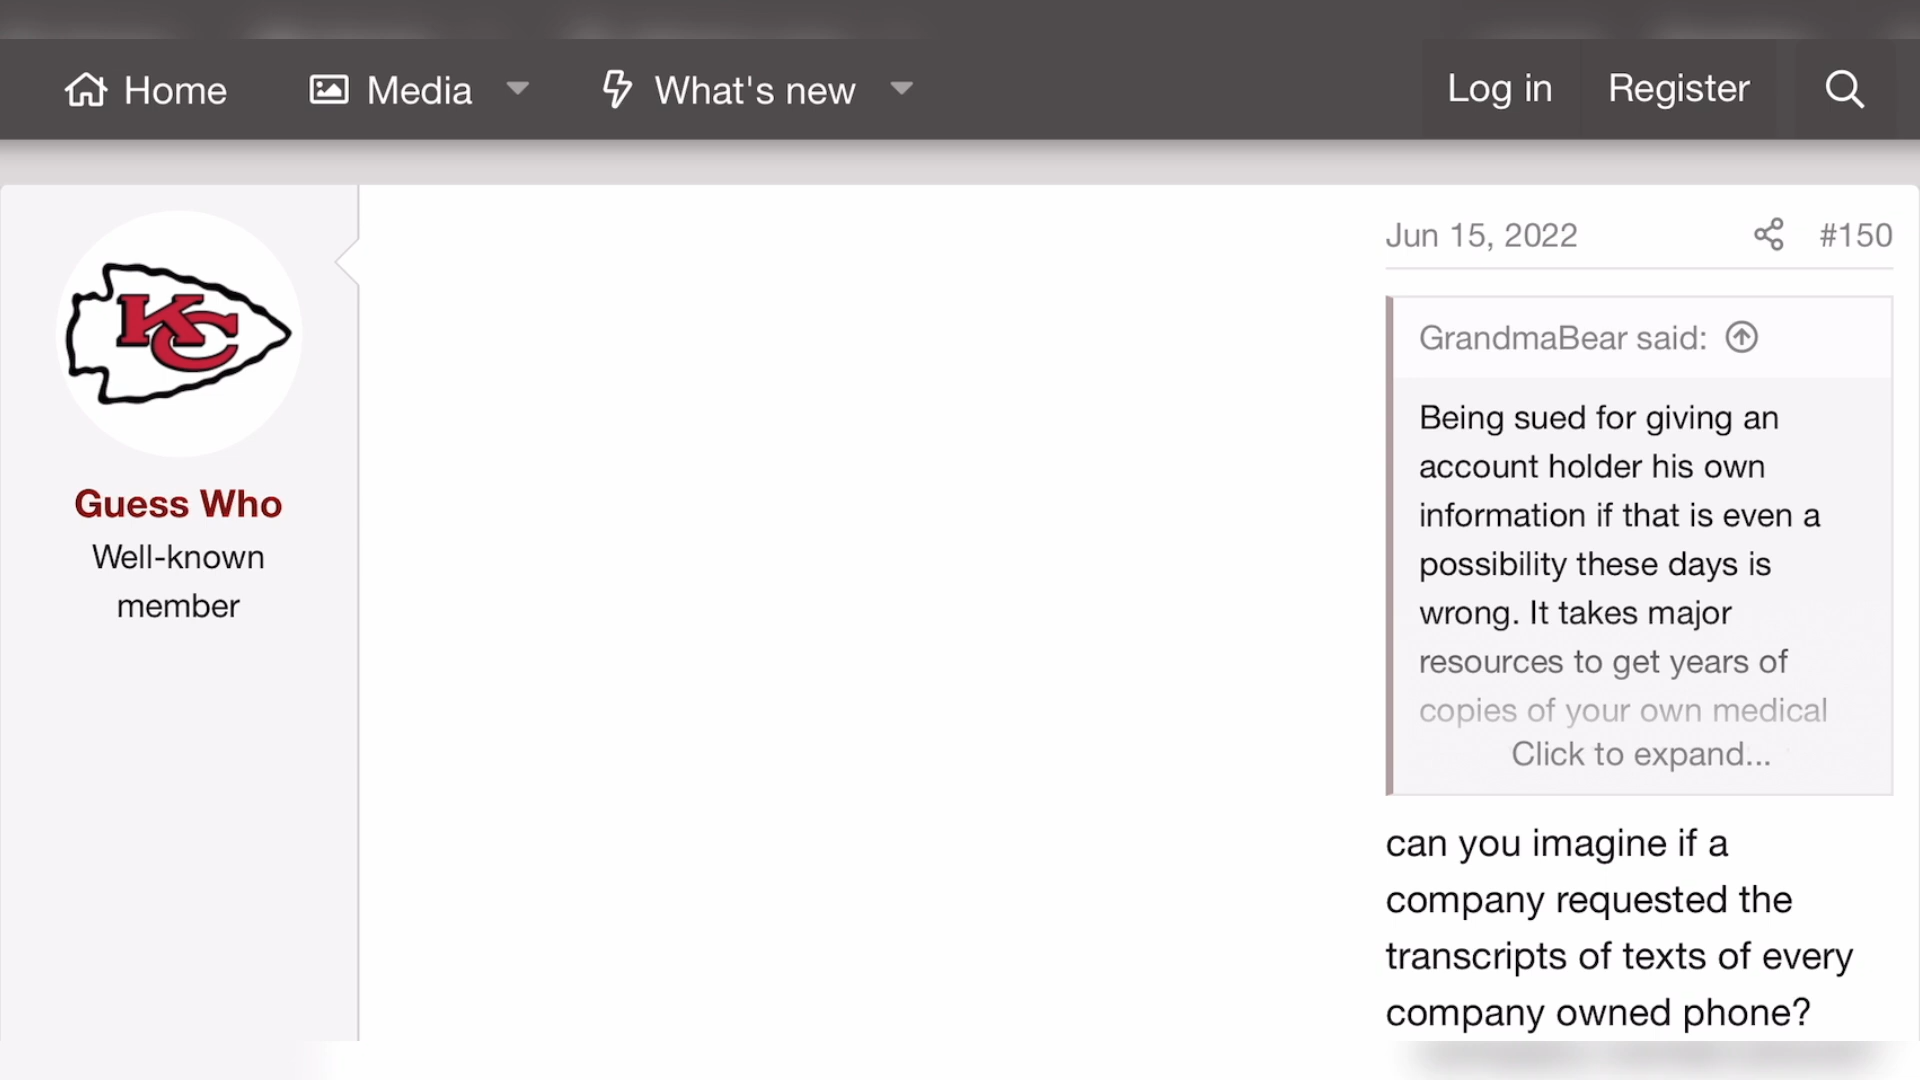 Home Media What's new Log in Register
KC
Guess Who
Well-known
member
Jun 15, 2022 #150
GrandmaBear said:
Being sued for giving an
account holder his own
information if that is even a
possibility these days is
wrong. It takes major
resources to get years of
copies of your own medical
Click to expand...
can you imagine if a
company requested the
transcripts of texts of every
company owned phone?